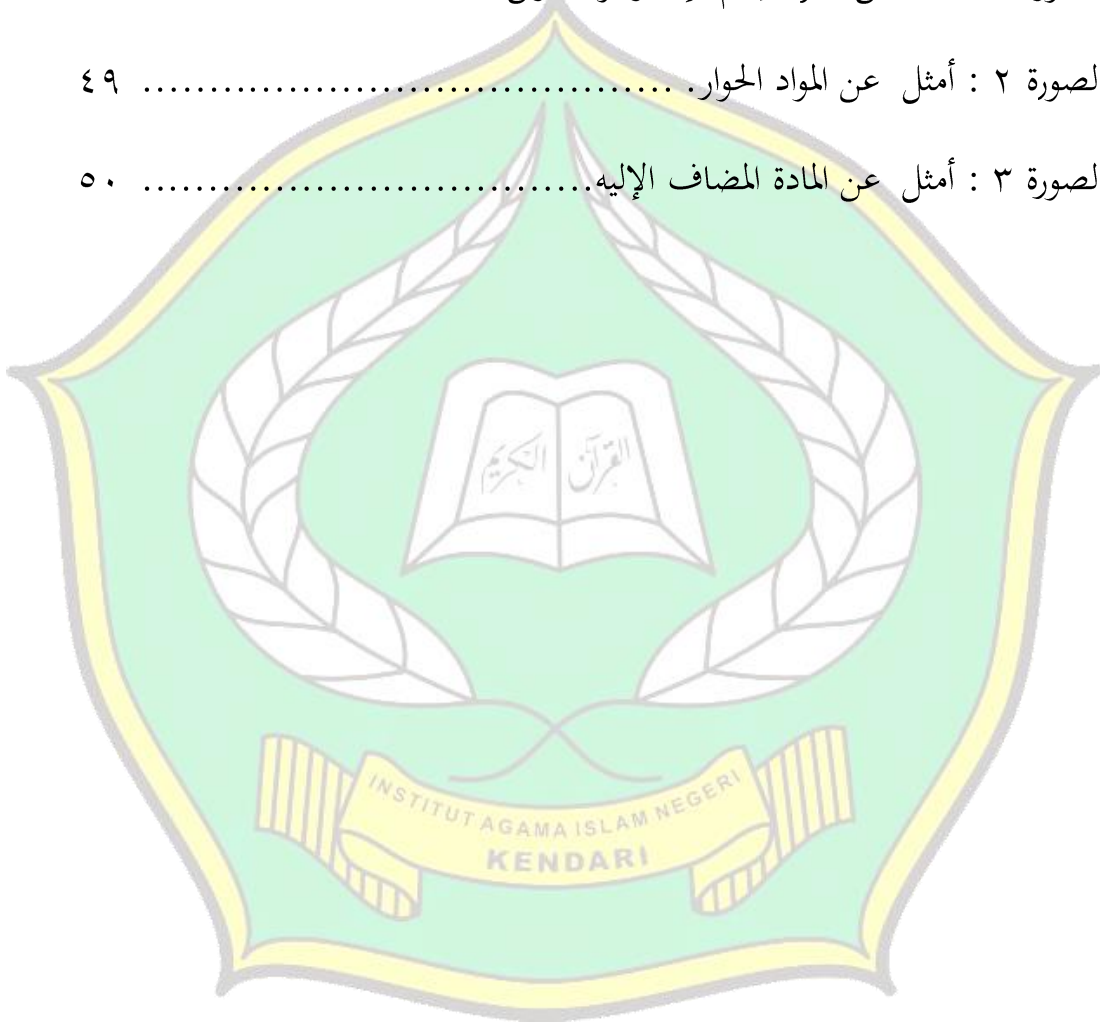 لصورة ٢ : أمثل عن المواد الحوار. ........................................ ٤٩
لصورة ٣ : أمثل عن المادة المضاف الإليه.................................. ٥٠
القرآن الكريم
INSTITUT AGAMA ISLAM NEGERI
KENDARI